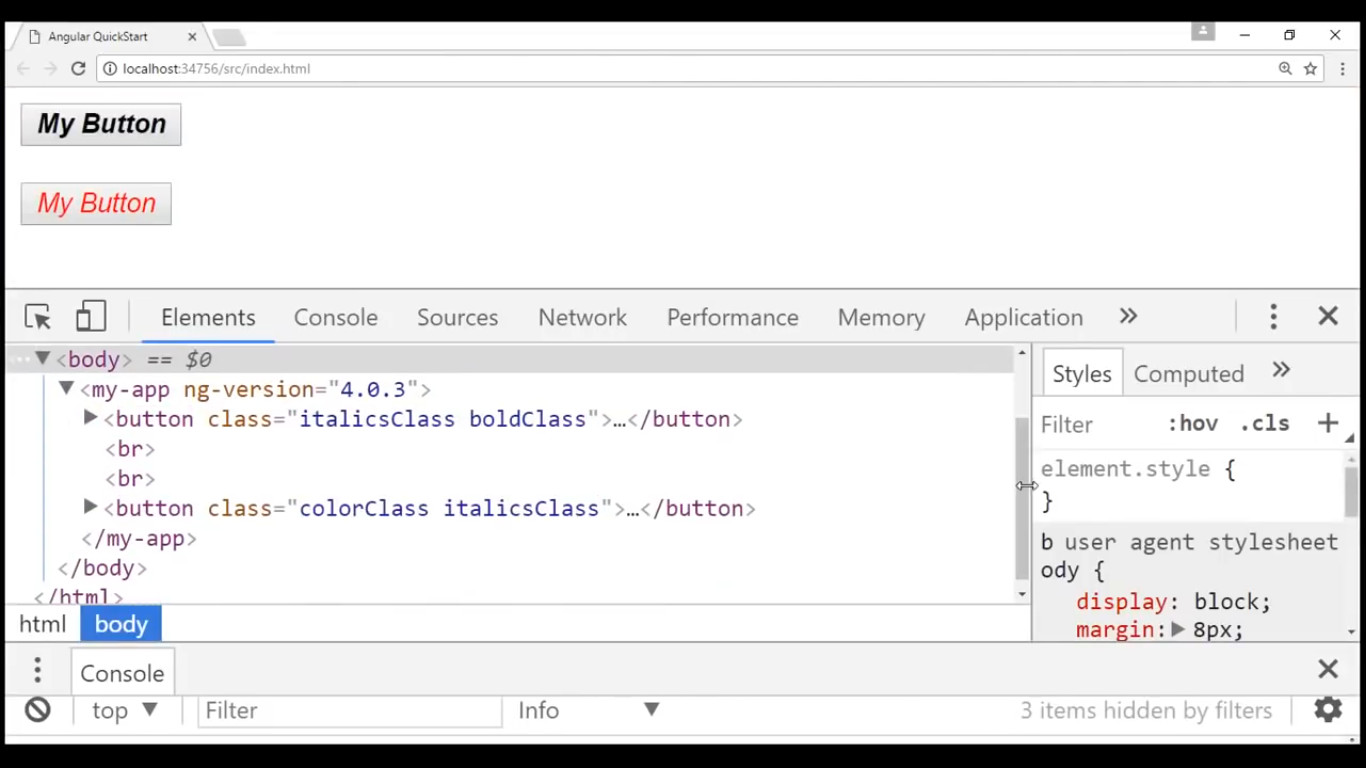 Angular QuickStart
localhost:34756/src/index.html
My Button
My Button
Elements Console Sources Network Performance Memory Application »
<body> == $0
<my-app ng-version="4.0.3">
<button class="italicsClass boldClass">…</button>
<br>
<br>
<button class="colorClass italicsClass">…</button>
</my-app>
</body>
</html>
html body
Styles Computed »
Filter :hov .cls +
element.style {
}
b user agent stylesheet
ody {
display: block;
margin: 8px;
Console
top Filter Info 3 items hidden by filters